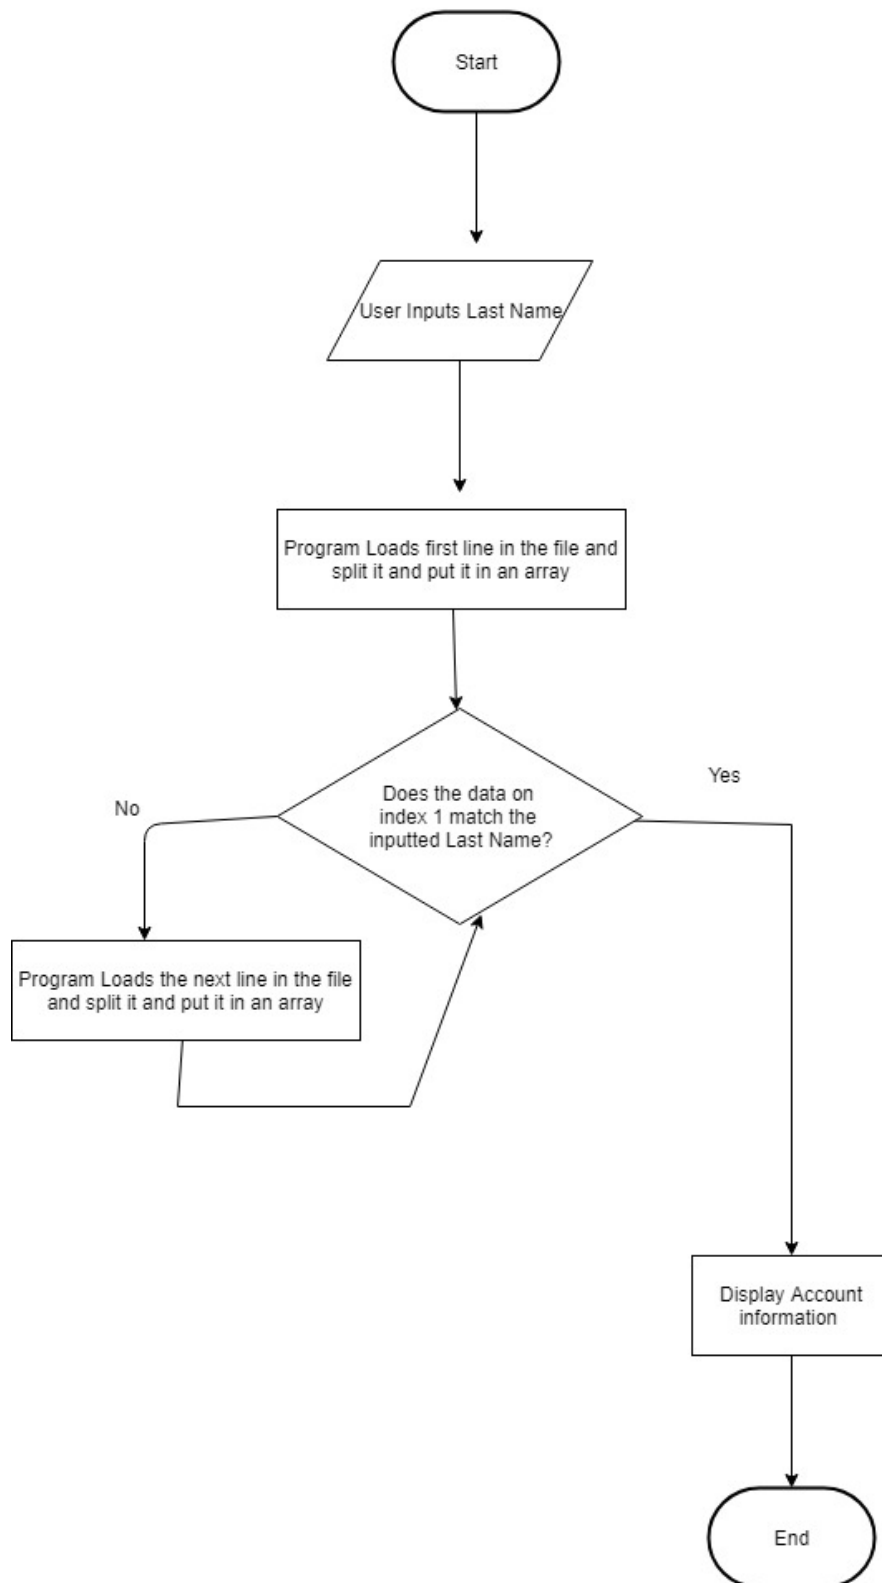 Start
User Inputs Last Name
Program Loads first line in the file and
split it and put it in an array
Does the data on
index 1 match the
inputted Last Name?
No
Yes
Program Loads the next line in the file
and split it and put it in an array
Display Account
information
End